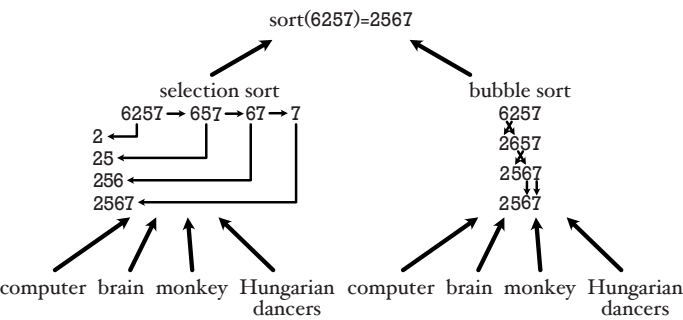 sort(6257)=2567
selection sort
6257 657 67 7
2
25
256
2567
computer brain monkey Hungarian
dancers
bubble sort
6257
2657
2567
2567
computer brain monkey Hungarian
dancers